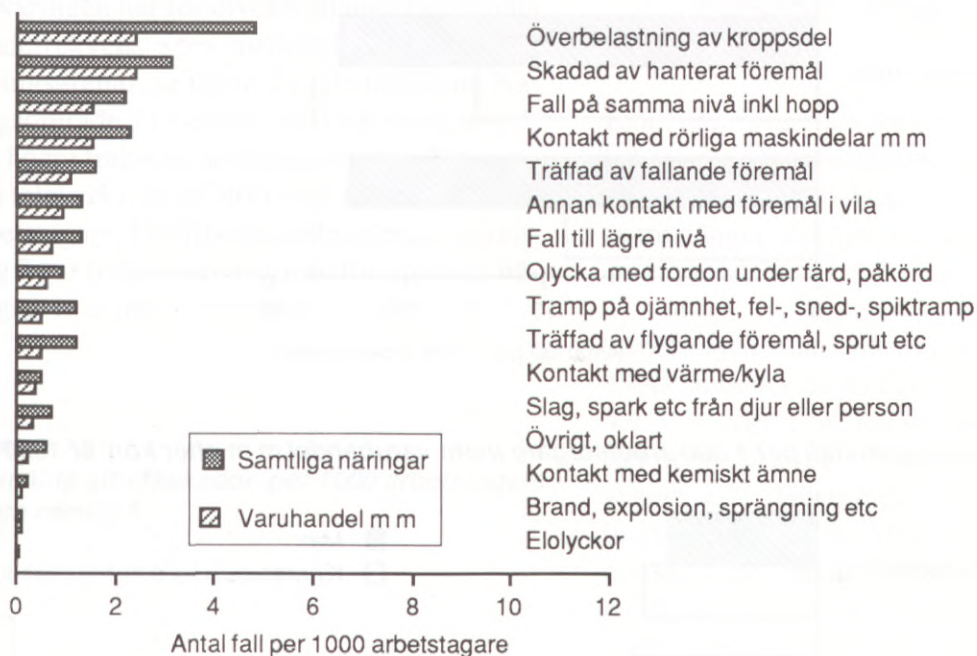 Överbelastning av kroppsdel
Skadad av hanterat föremål
Fall på samma nivå inkl hopp
Kontakt med rörliga maskindelar m m
Träffad av fallande föremål
Annan kontakt med föremål i vila
Fall till lägre nivå
Olycka med fordon under färd, påkörd
Tramp på ojämnhet, fel-, sned-, spiktramp
Träffad av flygande föremål, sprut etc
Kontakt med värme/kyla
Slag, spark etc från djur eller person
Övrigt, oklart
Kontakt med kemiskt ämne
Brand, explosion, sprängning etc
Elolyckor
Samtliga näringar
Varuhandel m m
0 2 4 6 8 10 12
Antal fall per 1000 arbetstagare